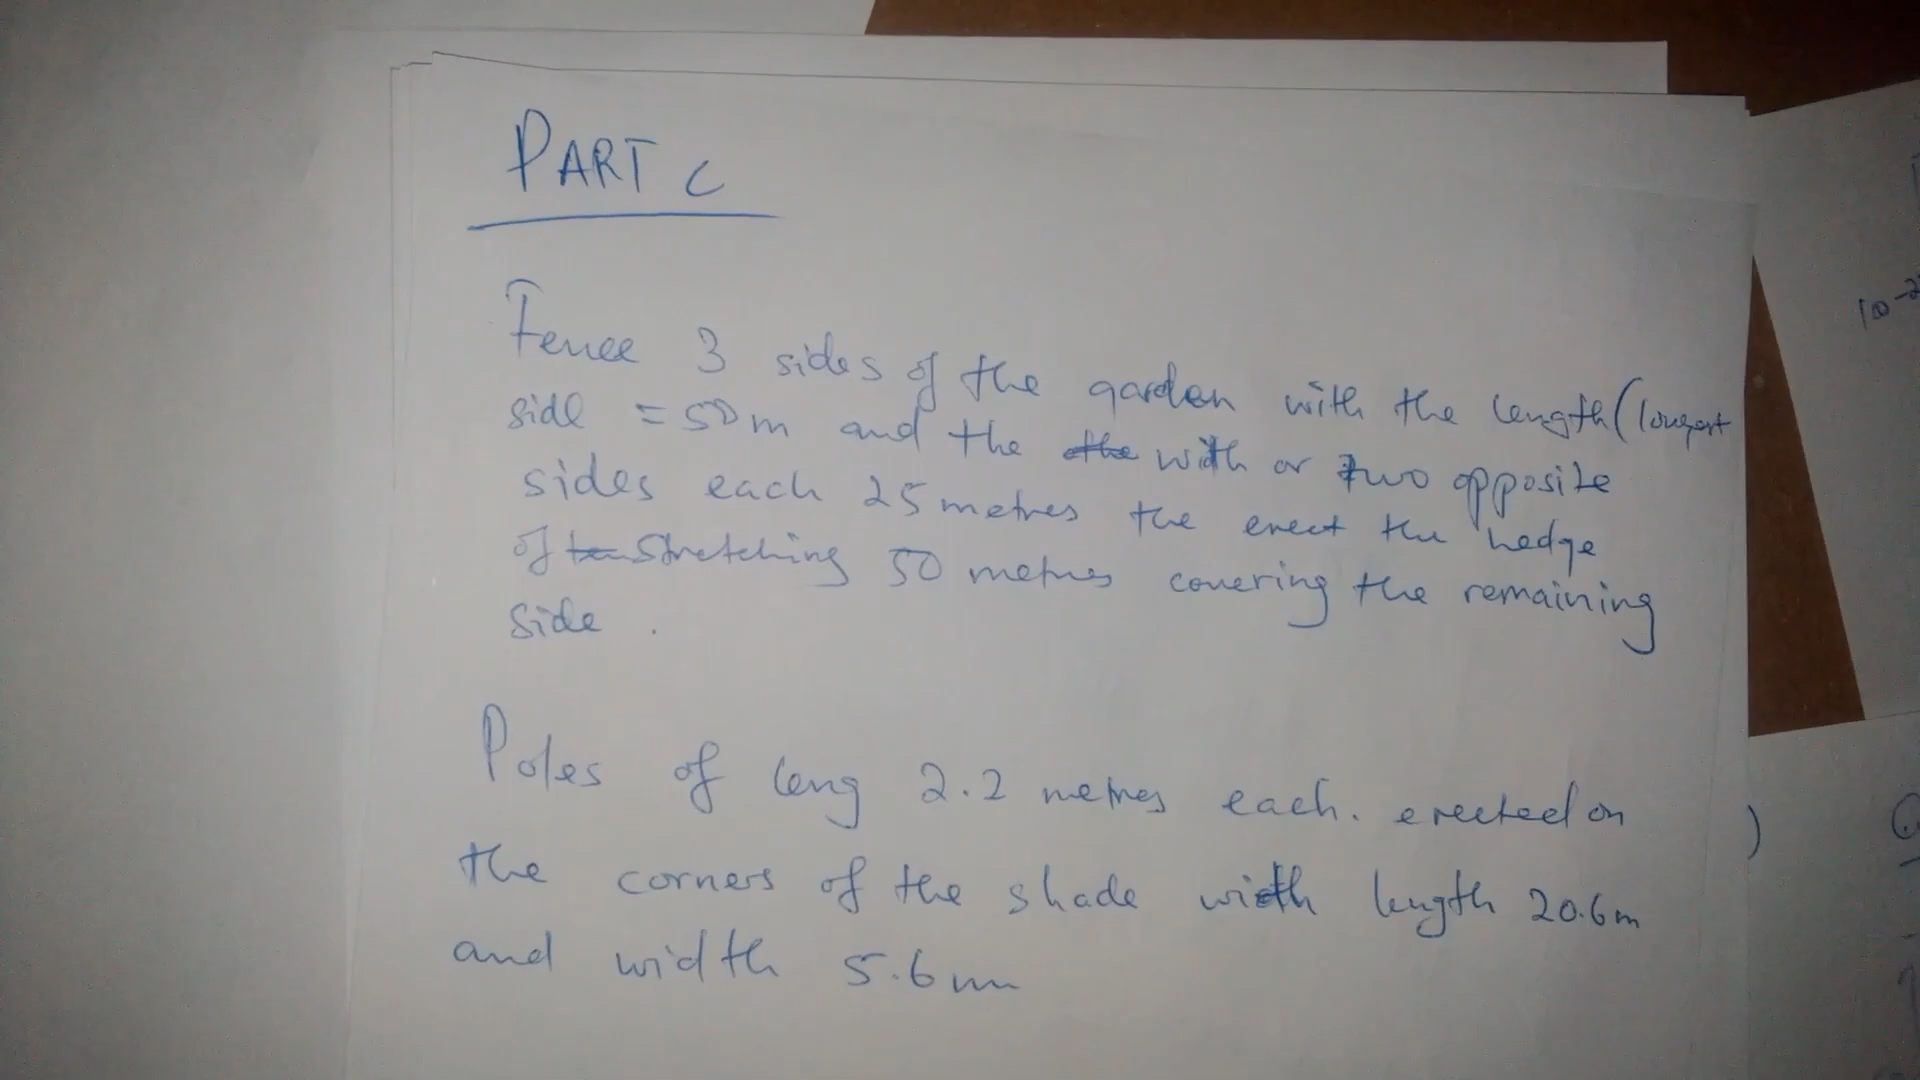 PART C
Fence 3 sides of the garden with the length (longest
side = 50m and the with or two opposite
sides each 25 metres the erect the hedge
of stretching 50 metres covering the remaining
side.
Poles of leng 2.2 metres each. erected on
the corners of the shade width length 20.6m
and width 5.6m
10-2
)